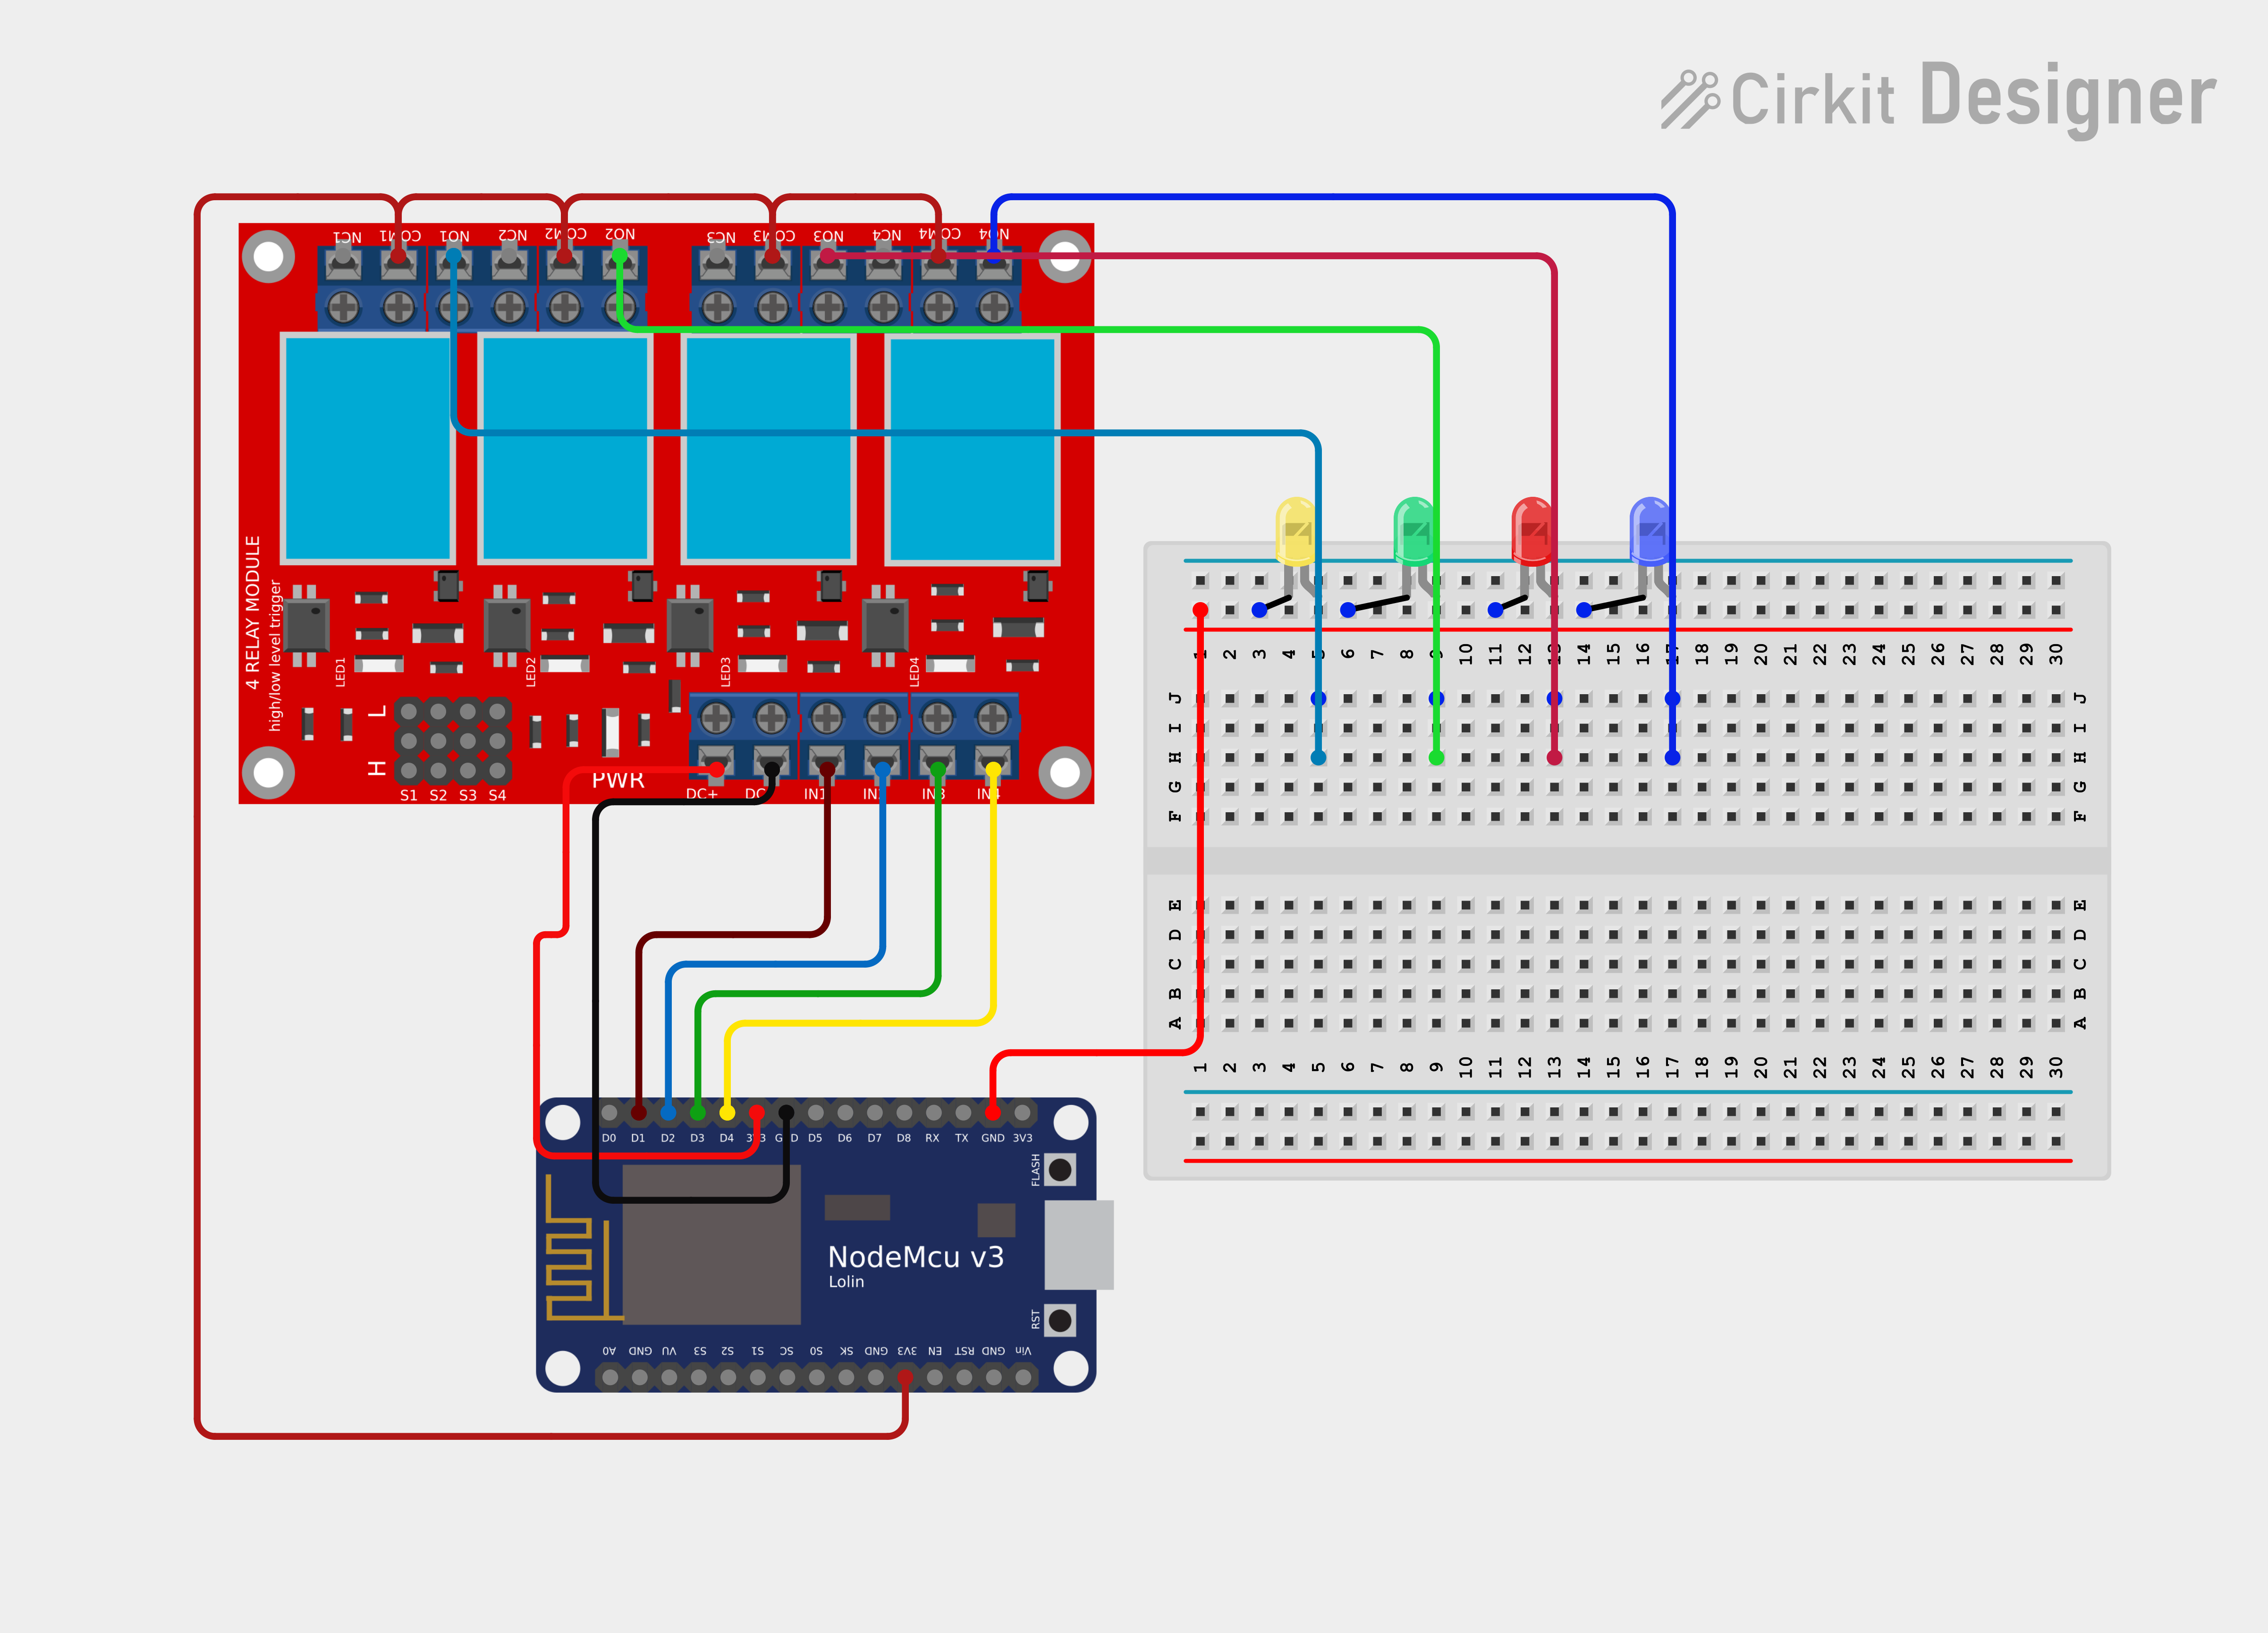 Cirkit Designer
NC1 COM1 NO1 NC2 COM2 NO2 NC3 COM3 NO3 NC4 COM4 NO4
4 RELAY MODULE
high/low level trigger
LED1 LED2 LED3 LED4
L
H
S1 S2 S3 S4
PWR
DC+ DC IN1 IN2 IN3 IN4
1 2 3 4 5 6 7 8 9 10 11 12 13 14 15 16 17 18 19 20 21 22 23 24 25 26 27 28 29 30
J J
I I
H H
G G
F F
E E
D D
C C
B B
A A
1 2 3 4 5 6 7 8 9 10 11 12 13 14 15 16 17 18 19 20 21 22 23 24 25 26 27 28 29 30
D0 D1 D2 D3 D4 3V3 GND D5 D6 D7 D8 RX TX GND 3V3
FLASH
NodeMcu v3
Lolin
RST
A0 GND VU S3 S2 S1 SC S0 SK GND 3V3 EN RST GND Vin